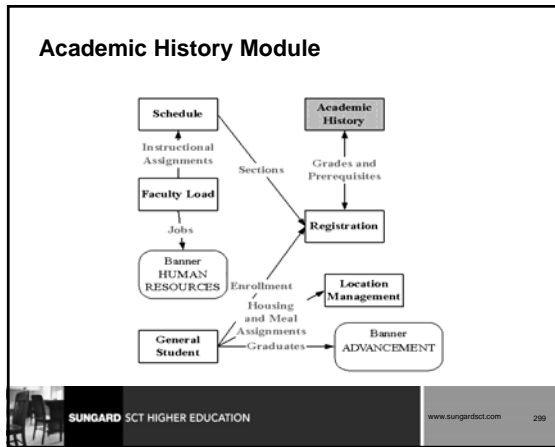 Academic History Module
Schedule
Academic
History
Instructional
Assignments
Sections
Grades and
Prerequisites
Faculty Load
Registration
Jobs
Banner
HUMAN
RESOURCES
Enrollment
Housing
and Meal
Assignments
Location
Management
General
Student
Graduates
Banner
ADVANCEMENT
SUNGARD SCT HIGHER EDUCATION
www.sungardsct.com
299